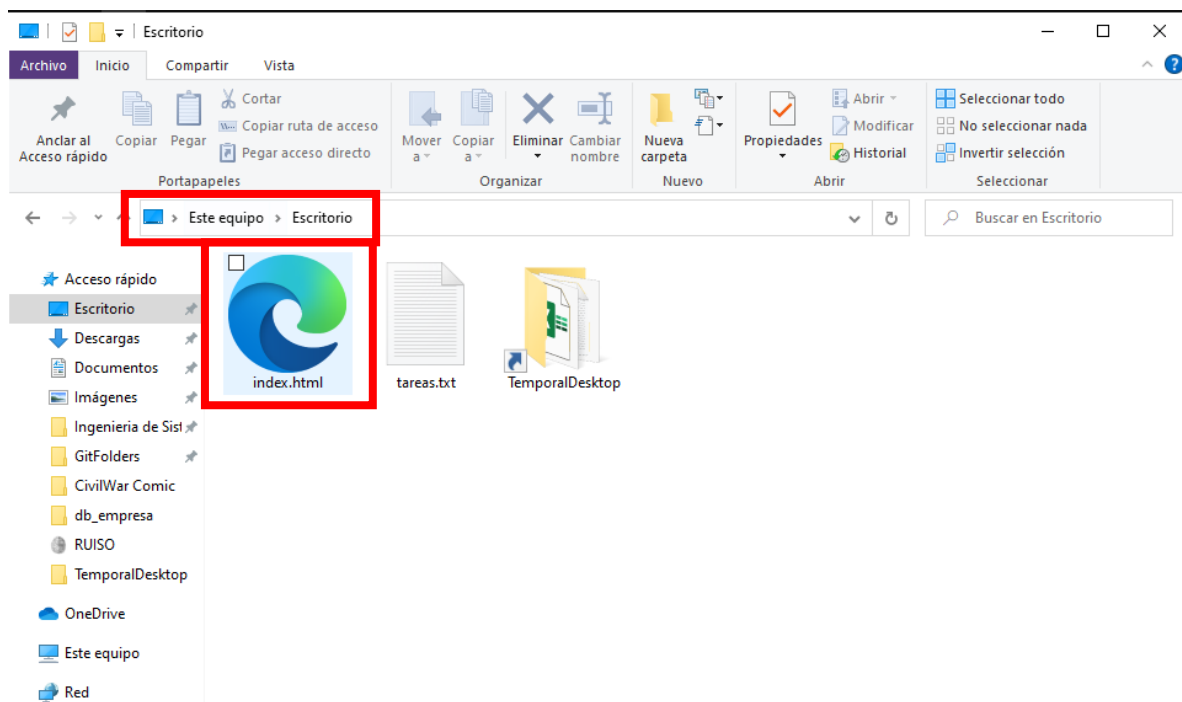 Escritorio
Archivo Inicio Compartir Vista
Anclar al Acceso rápido
Copiar
Pegar
Cortar
Copiar ruta de acceso
Pegar acceso directo
Mover a
Copiar a
Eliminar
Cambiar nombre
Nueva carpeta
Propiedades
Abrir
Modificar
Historial
Seleccionar todo
No seleccionar nada
Invertir selección
Portapapeles Organizar Nuevo Abrir Seleccionar
Este equipo > Escritorio
Buscar en Escritorio
Acceso rápido
Escritorio
Descargas
Documentos
Imágenes
Ingenieria de Sist
GitFolders
CivilWar Comic
db_empresa
RUISO
TemporalDesktop
OneDrive
Este equipo
Red
index.html
tareas.txt
TemporalDesktop